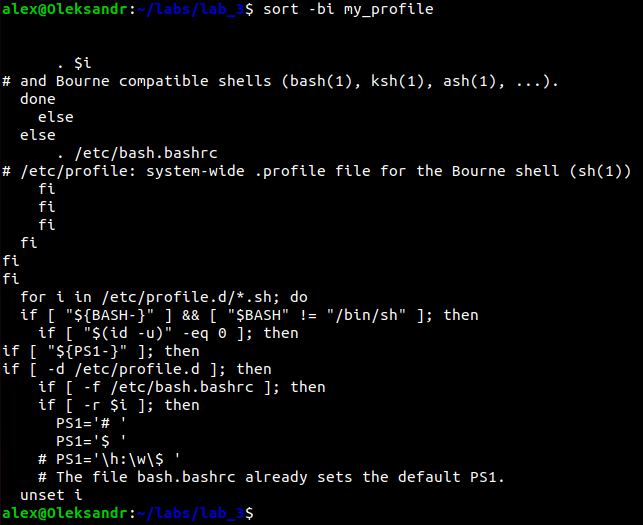 alex@Oleksandr:~/labs/lab_3$ sort -bi my_profile


      . $i
# and Bourne compatible shells (bash(1), ksh(1), ash(1), ...).
  done
    else
  else
      . /etc/bash.bashrc
# /etc/profile: system-wide .profile file for the Bourne shell (sh(1))
    fi
    fi
    fi
  fi
fi
fi
  for i in /etc/profile.d/*.sh; do
  if [ "${BASH-}" ] && [ "$BASH" != "/bin/sh" ]; then
    if [ "$(id -u)" -eq 0 ]; then
if [ "${PS1-}" ]; then
if [ -d /etc/profile.d ]; then
    if [ -f /etc/bash.bashrc ]; then
    if [ -r $i ]; then
      PS1='# '
      PS1='$ '
    # PS1='\h:\w\$ '
    # The file bash.bashrc already sets the default PS1.
  unset i
alex@Oleksandr:~/labs/lab_3$